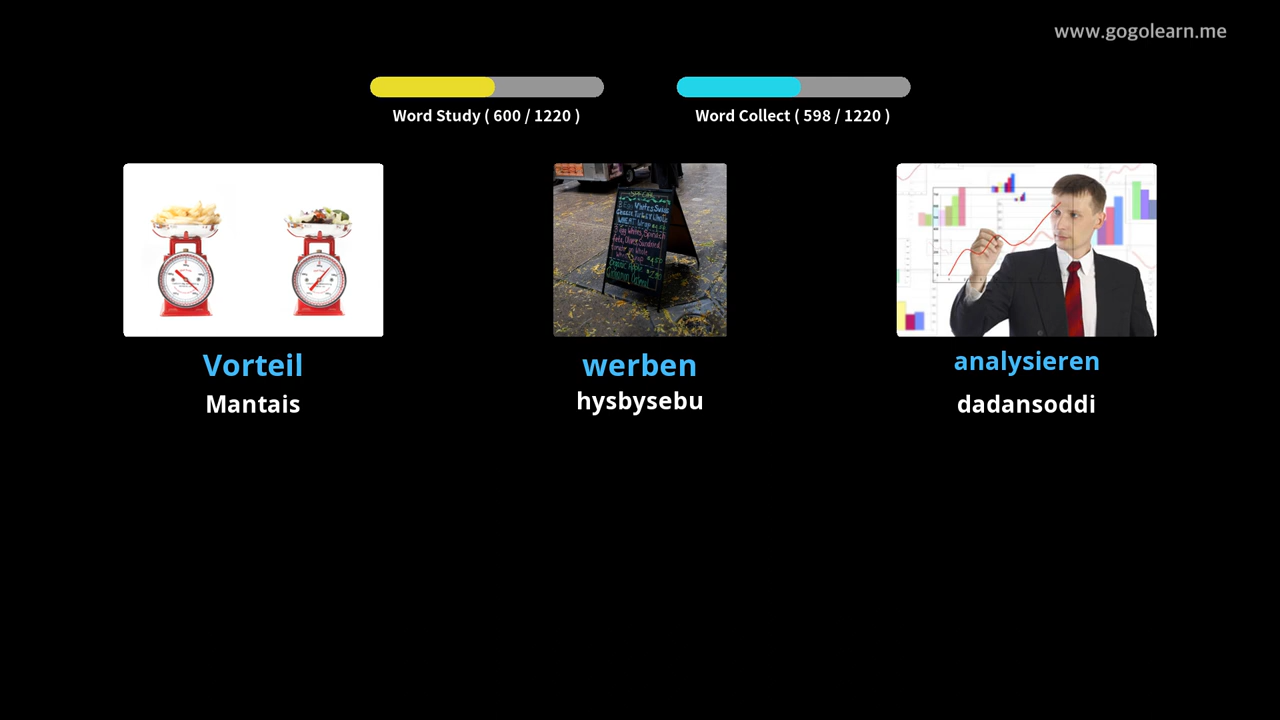 www.gogolearn.me
Word Study ( 600 / 1220 )
Word Collect ( 598 / 1220 )
Vorteil
Mantais
werben
hysbysebu
analysieren
dadansoddi